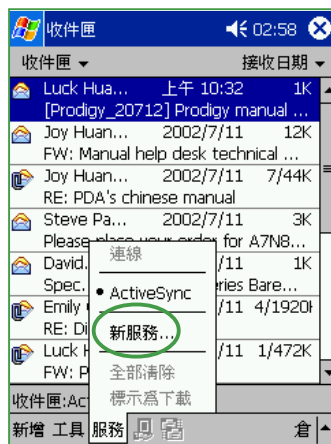 收件匣 02:58
收件匣 接收日期
Luck Hua... 上午 10:32 1K
[Prodigy_20712] Prodigy manual ...
Joy Huan... 2002/7/11 12K
FW: Manual help desk technical ...
Joy Huan... 2002/7/11 7/44K
RE: PDA's chinese manual
Steve Pa... 2002/7/11 3K
Please place your order for A7N8...
David. /11 1K
Spec. ries Bare...
Emily /11 4/1920
RE: Di
Luck H /11 1/472K
FW: P
連線
ActiveSync
新服務...
全部清除
標示為下載
收件匣:Ac
新增 工具 服務 倉